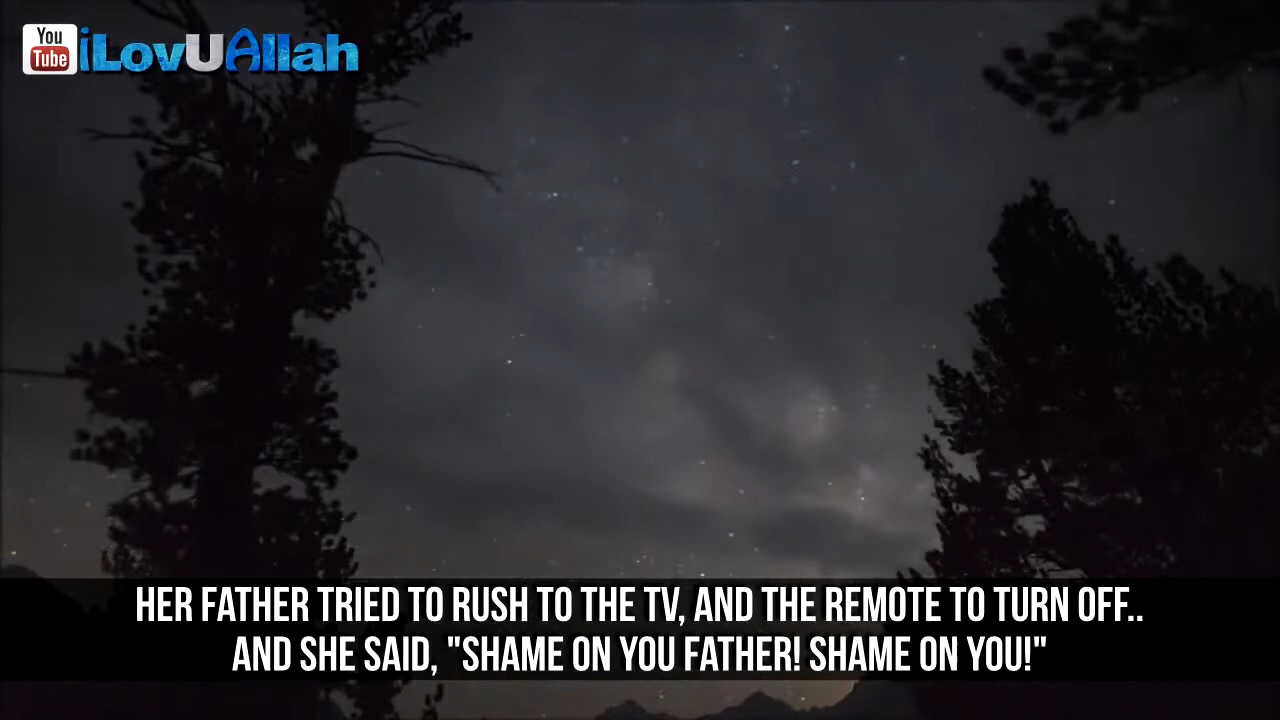 You
Tube iLovUAllah
HER FATHER TRIED TO RUSH TO THE TV, AND THE REMOTE TO TURN OFF..
AND SHE SAID, "SHAME ON YOU FATHER! SHAME ON YOU!"